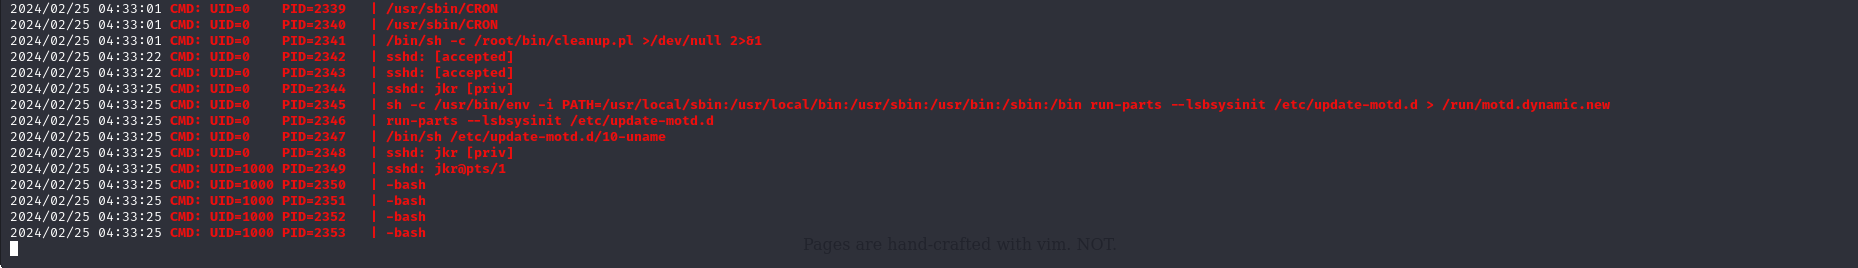 2024/02/25 04:33:01 CMD: UID=0    PID=2339   | /usr/sbin/CRON
2024/02/25 04:33:01 CMD: UID=0    PID=2340   | /usr/sbin/CRON
2024/02/25 04:33:01 CMD: UID=0    PID=2341   | /bin/sh -c /root/bin/cleanup.pl >/dev/null 2>&1
2024/02/25 04:33:22 CMD: UID=0    PID=2342   | sshd: [accepted]
2024/02/25 04:33:22 CMD: UID=0    PID=2343   | sshd: [accepted]
2024/02/25 04:33:24 CMD: UID=0    PID=2344   | sshd: jkr [priv]
2024/02/25 04:33:25 CMD: UID=0    PID=2345   | sh -c /usr/bin/env -i PATH=/usr/local/sbin:/usr/local/bin:/usr/sbin:/usr/bin:/sbin:/bin run-parts --lsbsysinit /etc/update-motd.d > /run/motd.dynamic.new
2024/02/25 04:33:25 CMD: UID=0    PID=2346   | run-parts --lsbsysinit /etc/update-motd.d
2024/02/25 04:33:25 CMD: UID=0    PID=2347   | /bin/sh /etc/update-motd.d/10-uname
2024/02/25 04:33:25 CMD: UID=0    PID=2348   | sshd: jkr [priv]
2024/02/25 04:33:25 CMD: UID=1000 PID=2349   | sshd: jkr@pts/1
2024/02/25 04:33:25 CMD: UID=1000 PID=2350   | -bash
2024/02/25 04:33:25 CMD: UID=1000 PID=2351   | -bash
2024/02/25 04:33:25 CMD: UID=1000 PID=2352   | -bash
2024/02/25 04:33:25 CMD: UID=1000 PID=2353   | -bash
Pages are hand-crafted with vim. NOT.